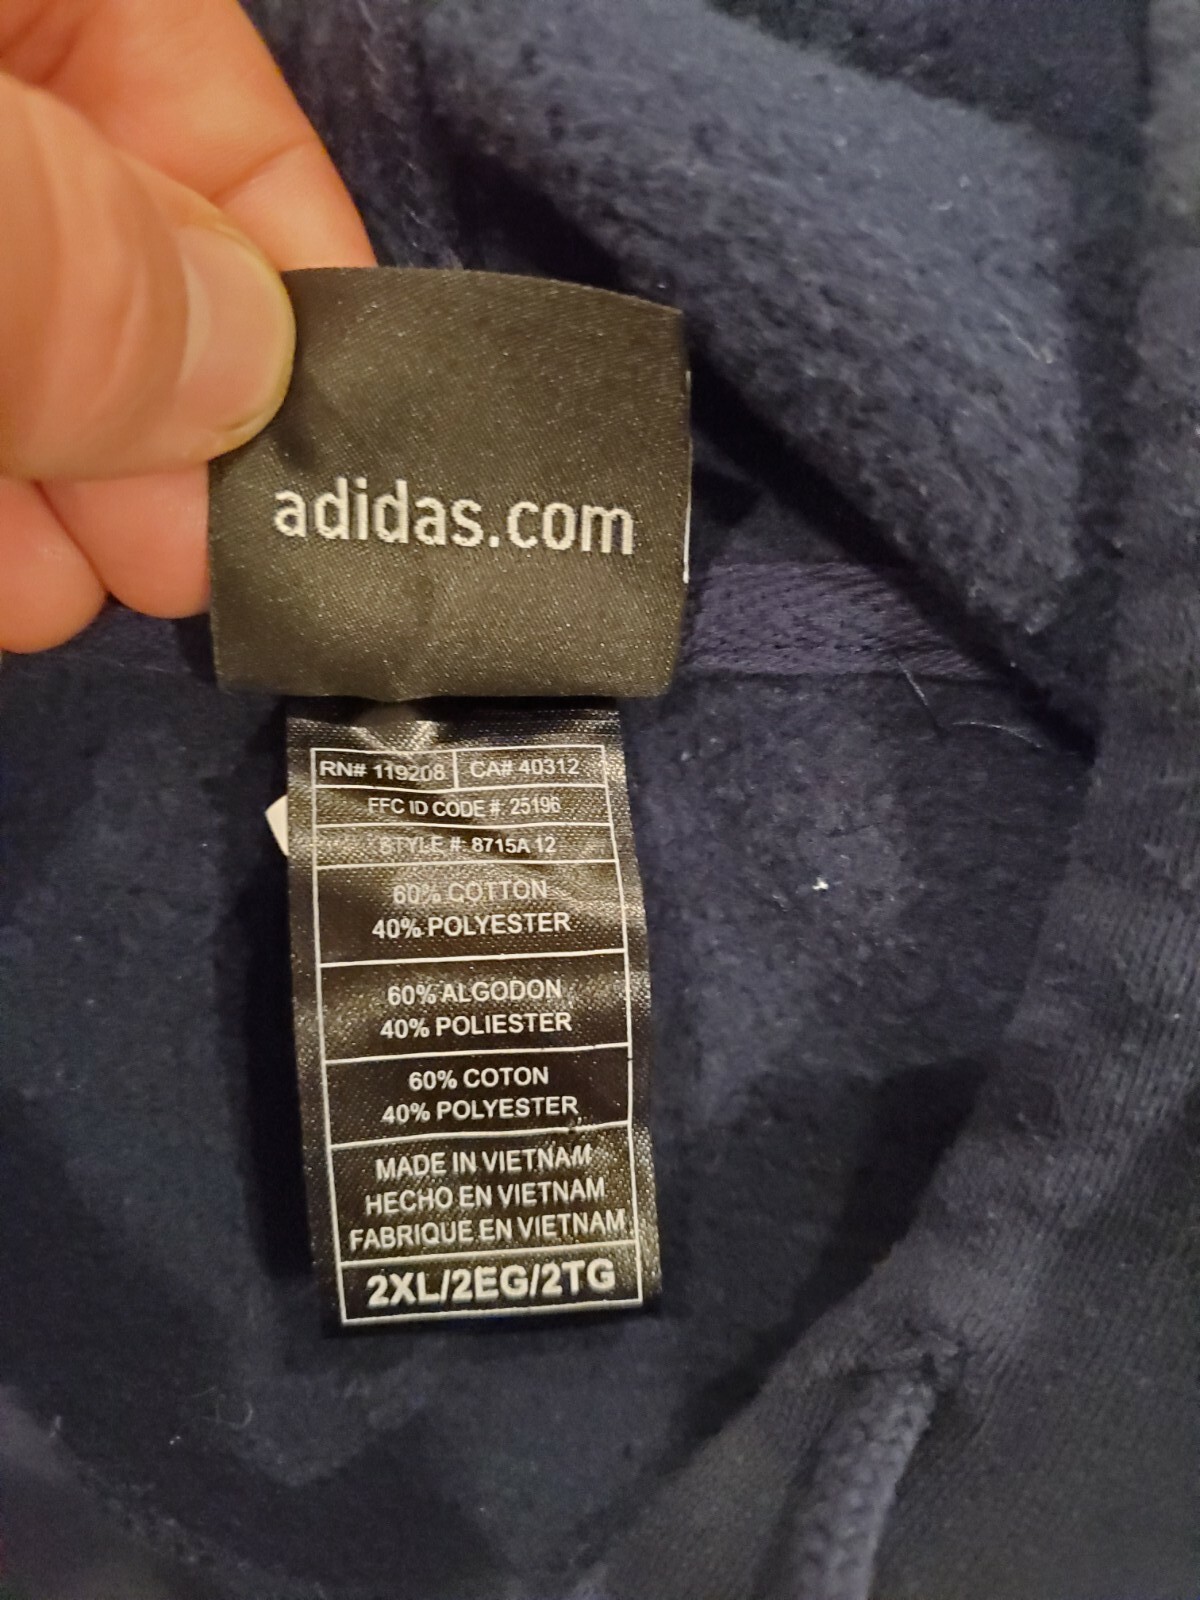 adidas.com
RN# 119208 CA# 40312
FFC ID CODE #: 25196
STYLE #: 8715A 12
60% COTTON
40% POLYESTER
60% ALGODON
40% POLIESTER
60% COTON
40% POLYESTER
MADE IN VIETNAM
HECHO EN VIETNAM
FABRIQUE EN VIETNAM
2XL/2EG/2TG